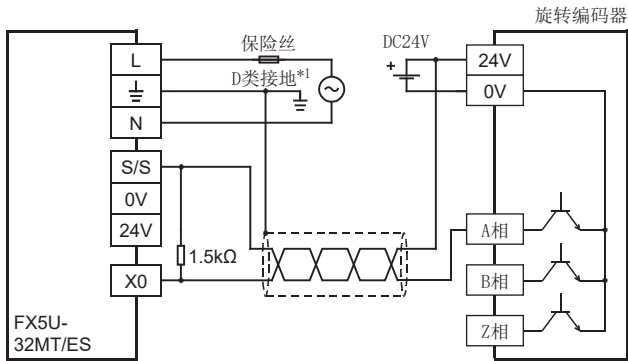 旋转编码器
保险丝
DC24V
L
D类接地*1
24V
0V
N
S/S
0V
24V
1.5kΩ
X0
A相
B相
Z相
FX5U-
32MT/ES
+